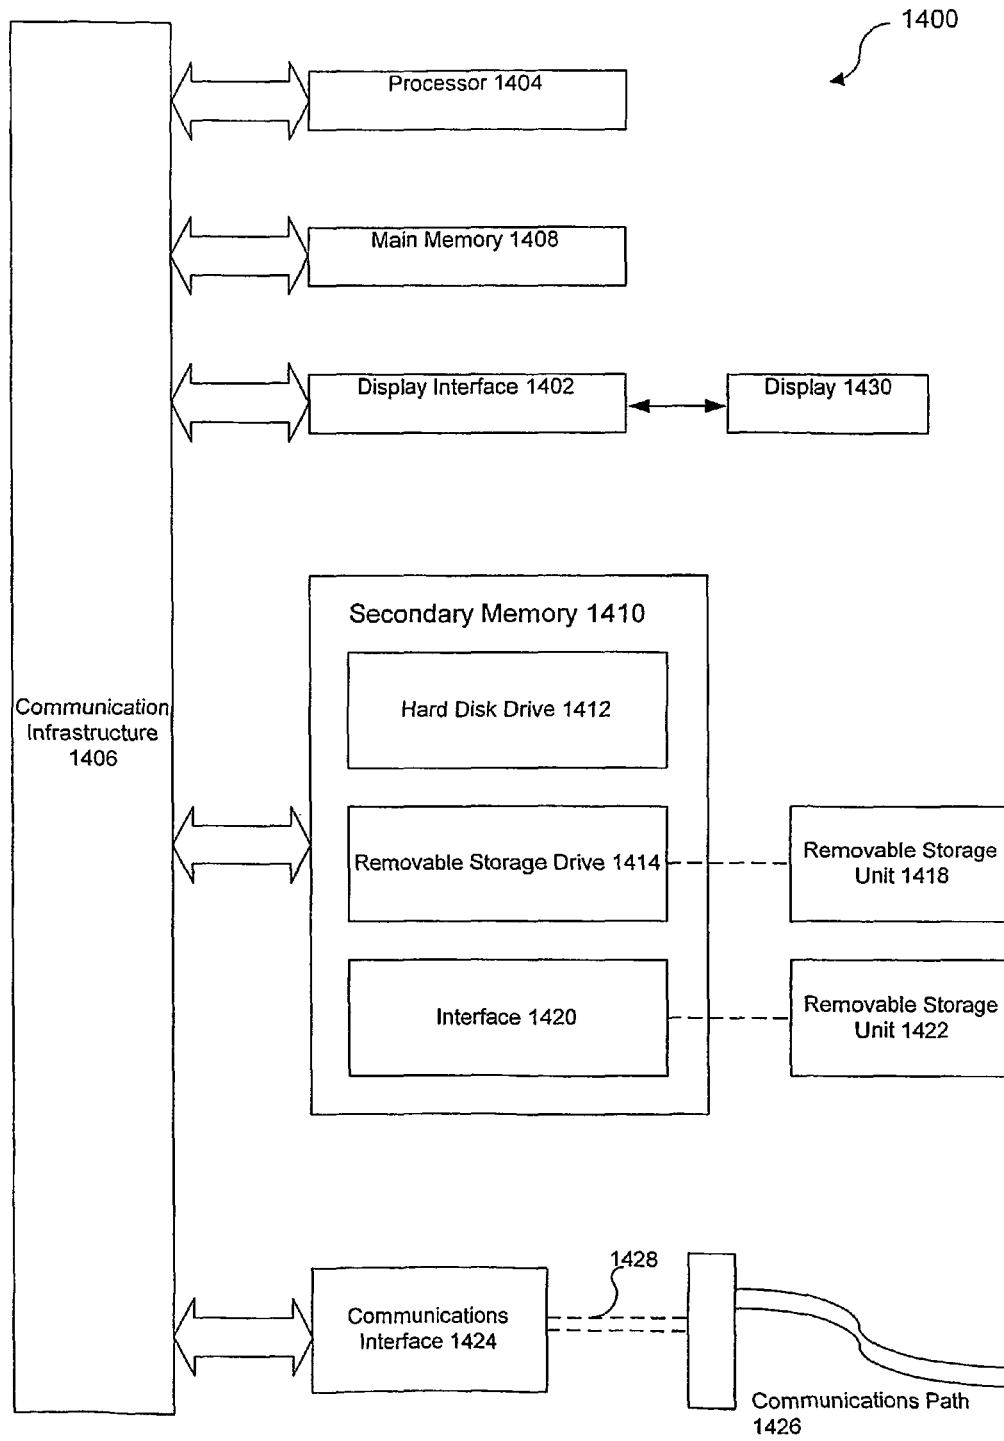 1400
Processor 1404
Main Memory 1408
Display Interface 1402
Display 1430
Secondary Memory 1410
Hard Disk Drive 1412
Communication
Infrastructure
1406
Removable Storage Drive 1414
Removable Storage
Unit 1418
Interface 1420
Removable Storage
Unit 1422
1428
Communications
Interface 1424
Communications Path
1426